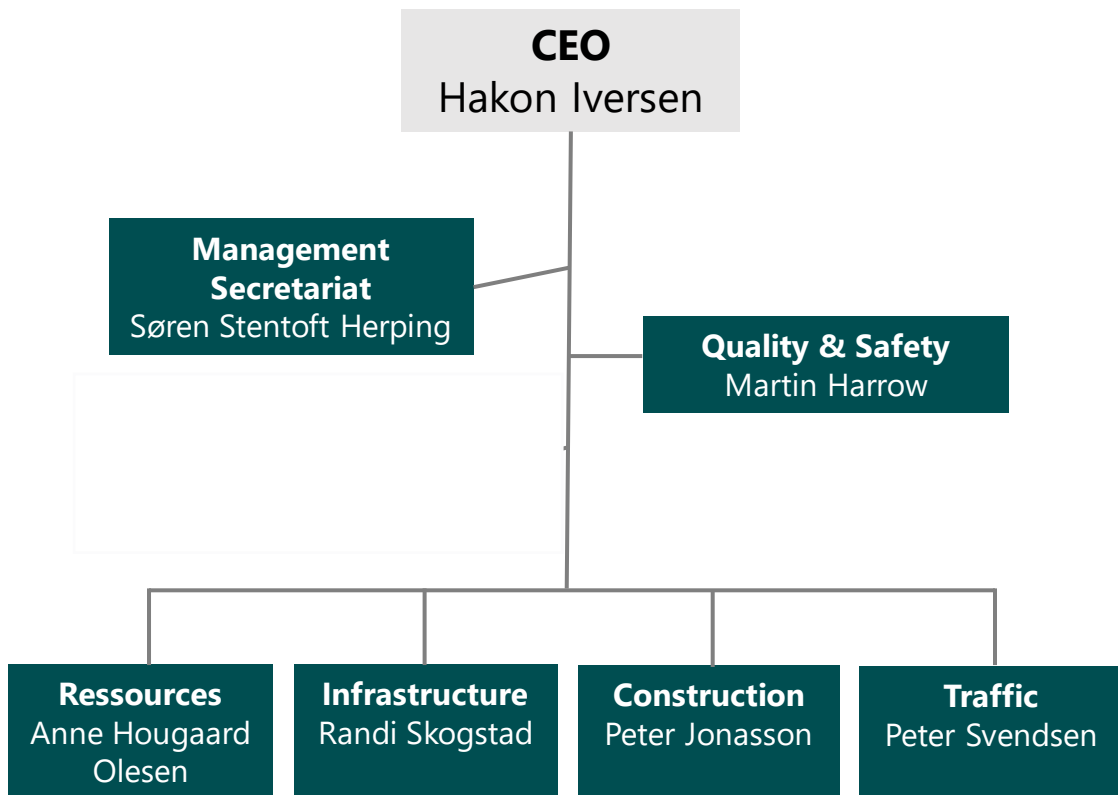 CEO
Hakon Iversen
Management
Secretariat
Søren Stentoft Herping
Quality & Safety
Martin Harrow
Ressources
Anne Hougaard
Olesen
Infrastructure
Randi Skogstad
Construction
Peter Jonasson
Traffic
Peter Svendsen